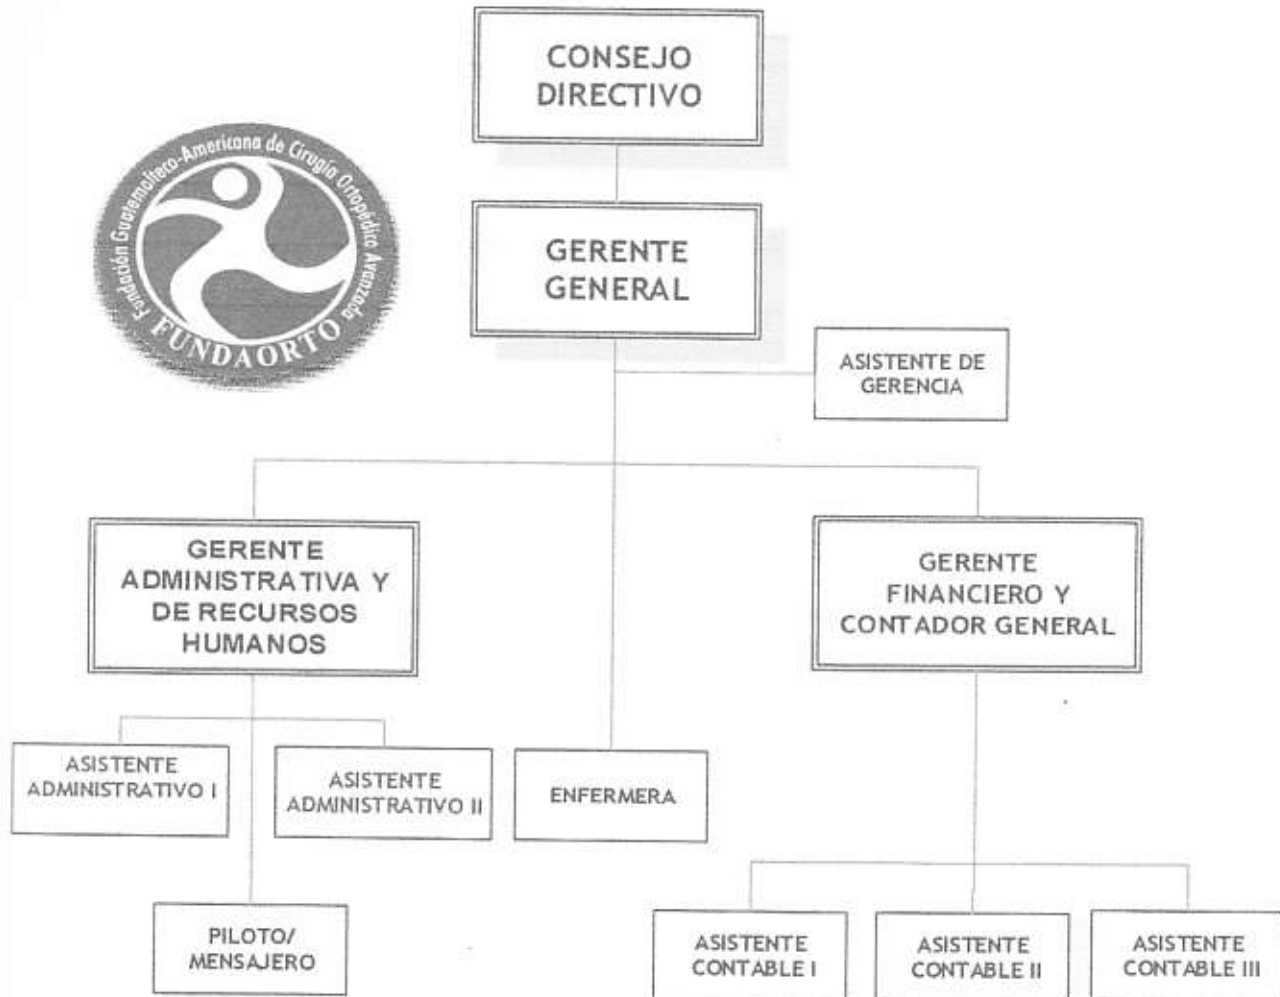 CONSEJO
DIRECTIVO
Fundación Guatemalteco-Americana de Cirugía Ortopédica Avanzada
FUNDAORTO
GERENTE
GENERAL
ASISTENTE DE
GERENCIA
GERENTE
ADMINISTRATIVA Y
DE RECURSOS
HUMANOS
GERENTE
FINANCIERO Y
CONTADOR GENERAL
ASISTENTE
ADMINISTRATIVO I
ASISTENTE
ADMINISTRATIVO II
ENFERMERA
PILOTO/
MENSAJERO
ASISTENTE
CONTABLE I
ASISTENTE
CONTABLE II
ASISTENTE
CONTABLE III